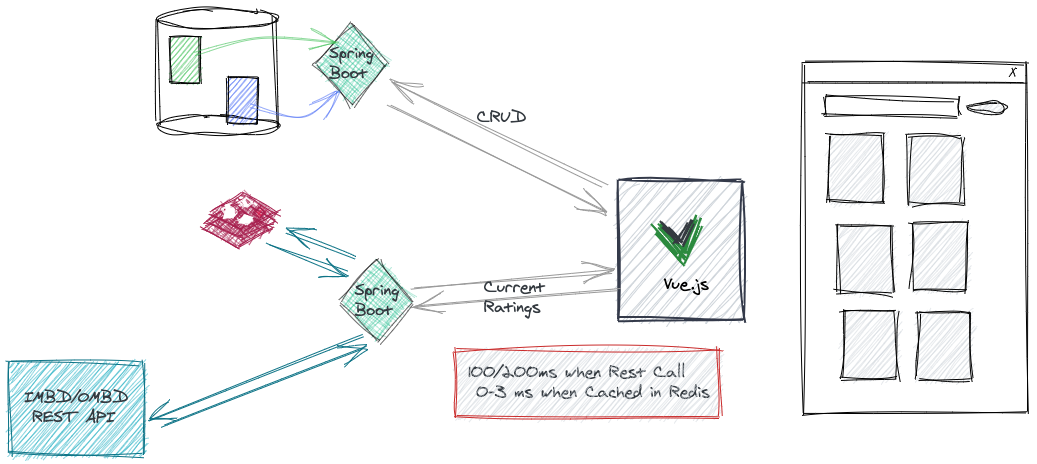 Spring
Boot
X
CRUD
Vue.js
Spring
Boot
Current
Ratings
100/200ms when Rest Call
0-3 ms when Cached in Redis
IMBD/OMBD
REST API